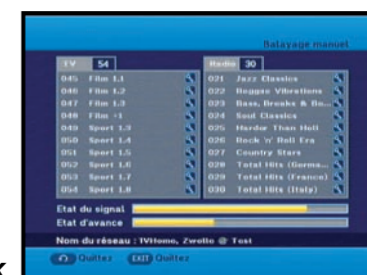 Balayage manuel
TV 54 Radio 30
045 Film 1.1 021 Jazz Classics
046 Film 1.2 022 Reggae Vibrations
047 Film 1.3 023 Bass, Breaks & Be...
048 Film +1 024 Soul Classics
049 Sport 1.3 025 Harder Than Hell
050 Sport 1.4 026 Rock 'n' Roll Era
051 Sport 1.5 027 Country Stars
052 Sport 1.6 028 Total Hits (Germa...
053 Sport 1.7 029 Total Hits (France)
054 Sport 1.8 030 Total Hits (Italy)
Etat du signal
Etat d'avance
Nom du réseau : TVHome, Zwolle @ Test
Quittez EXIT Quittez